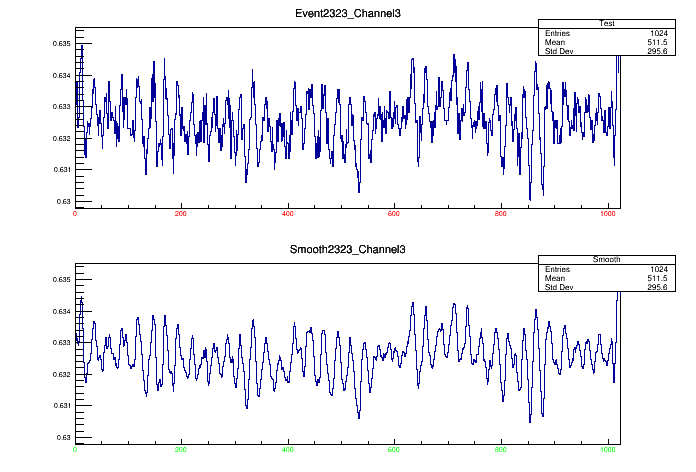 Event2323_Channel3
Test
Entries 1024
Mean 511.5
Std Dev 295.6
0.635
0.634
0.633
0.632
0.631
0.63
0 200 400 600 800 1000
Smooth2323_Channel3
Smooth
Entries 1024
Mean 511.5
Std Dev 295.6
0.635
0.634
0.633
0.632
0.631
0.63
0 200 400 600 800 1000